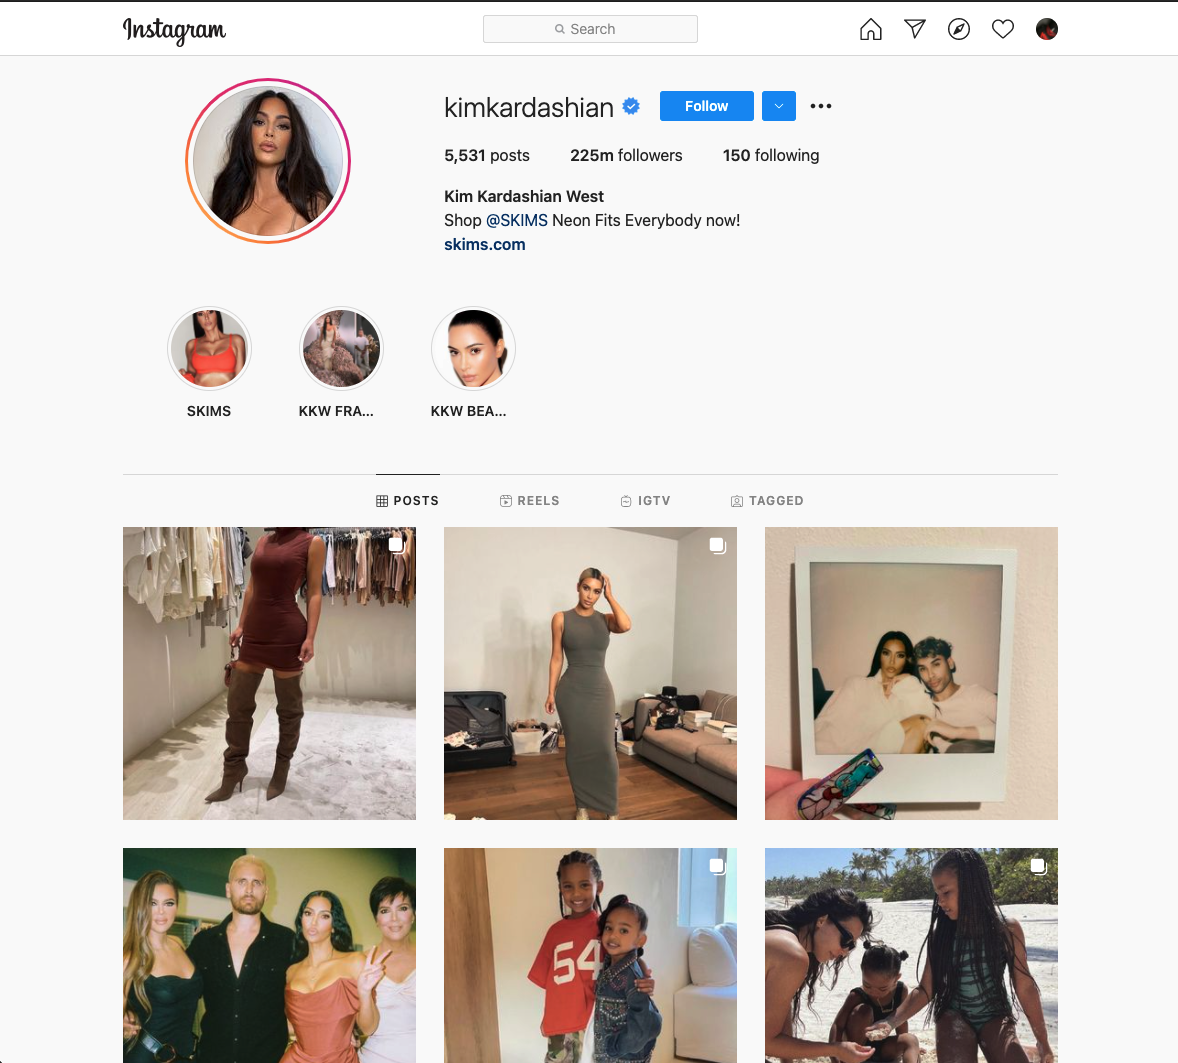 Instagram
Search
kimkardashian
Follow
5,531 posts 225m followers 150 following
Kim Kardashian West
Shop @SKIMS Neon Fits Everybody now!
skims.com
SKIMS KKW FRA... KKW BEA...
POSTS REELS IGTV TAGGED
54